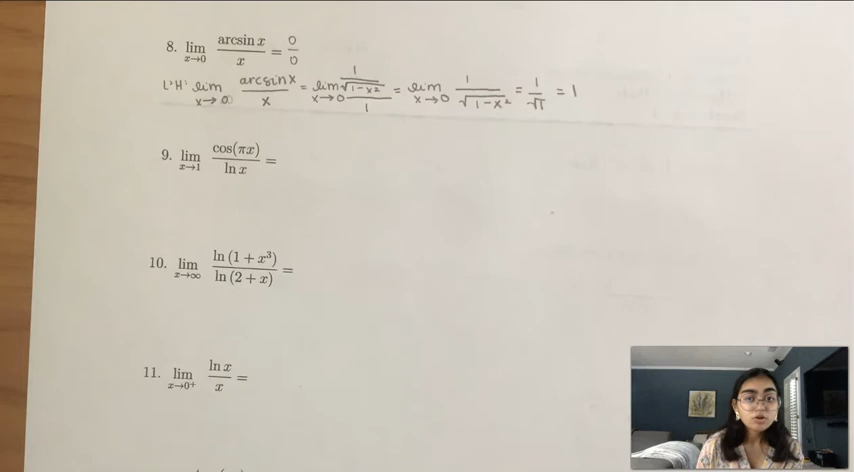 8. lim x→0 arcsin x / x = 0/0
L'H: lim x→0 arcsinx / x = lim x→0 (1/√(1-x²)) / 1 = lim x→0 1/√(1-x²) = 1/√1 = 1
9. lim x→1 cos(πx) / ln x =
10. lim x→∞ ln (1 + x³) / ln (2 + x) =
11. lim x→0⁺ ln x / x =